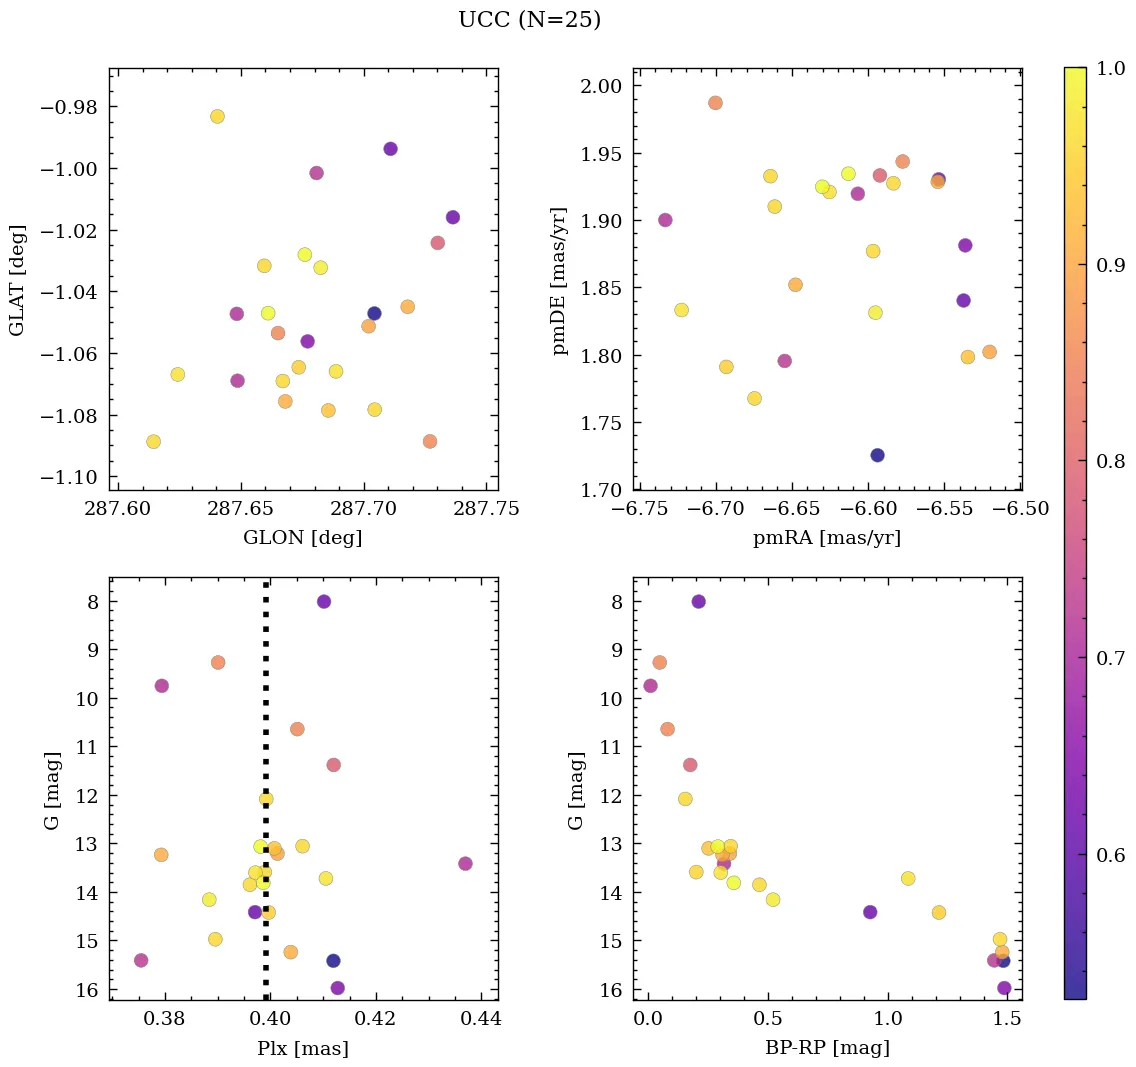 UCC (N=25)
−0.98
−1.00
−1.02
−1.04
−1.06
−1.08
−1.10
GLAT [deg]
287.60 287.65 287.70 287.75
GLON [deg]
2.00
1.95
1.90
1.85
1.80
1.75
1.70
pmDE [mas/yr]
−6.75 −6.70 −6.65 −6.60 −6.55 −6.50
pmRA [mas/yr]
8
9
10
11
12
13
14
15
16
G [mag]
0.38 0.40 0.42 0.44
Plx [mas]
8
9
10
11
12
13
14
15
16
G [mag]
0.0 0.5 1.0 1.5
BP-RP [mag]
1.0
0.9
0.8
0.7
0.6